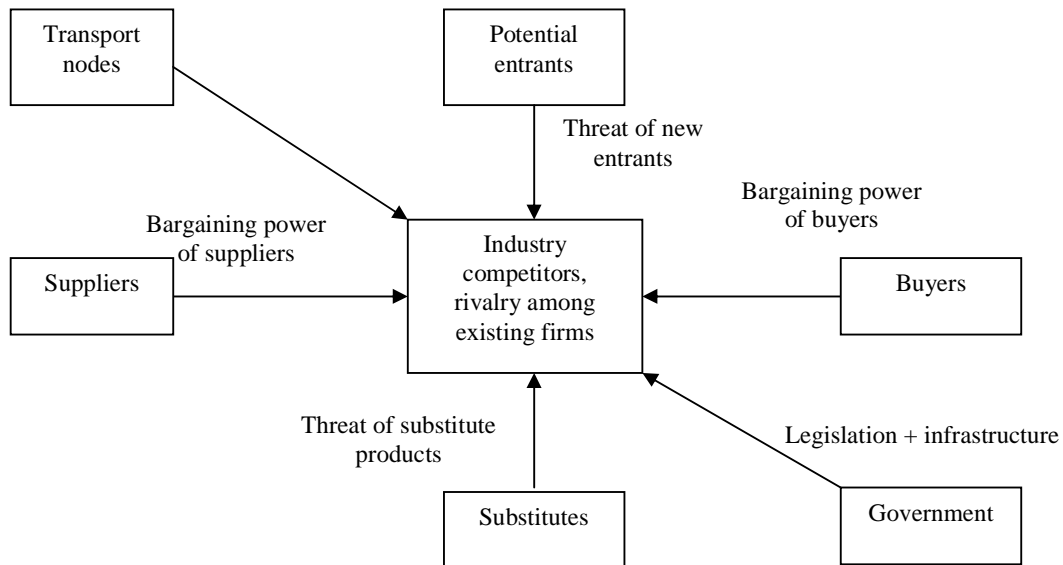 Transport
nodes
Potential
entrants
Threat of new
entrants
Bargaining power
of buyers
Bargaining power
of suppliers
Suppliers
Industry
competitors,
rivalry among
existing firms
Buyers
Threat of substitute
products
Legislation + infrastructure
Substitutes
Government